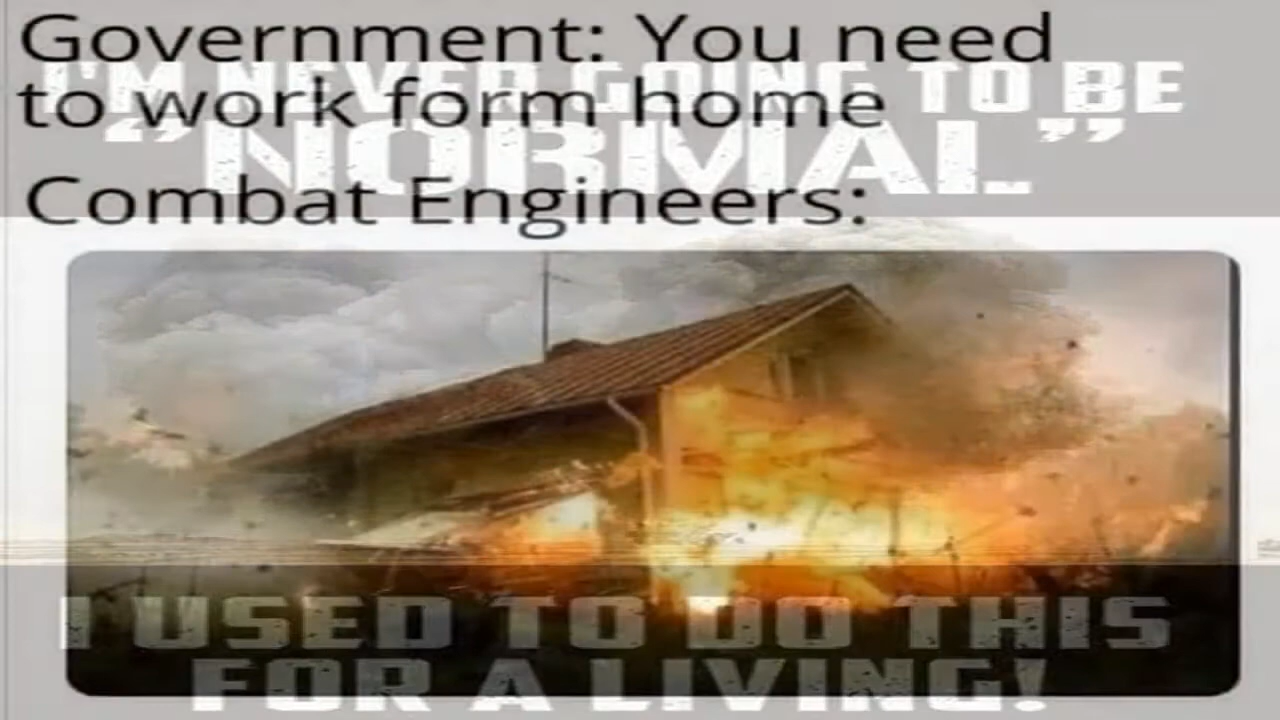 Government: You need
to work form home
Combat Engineers:
I'M NEVER GOING TO BE
“NORMAL”
I USED TO DO THIS
FOR A LIVING!